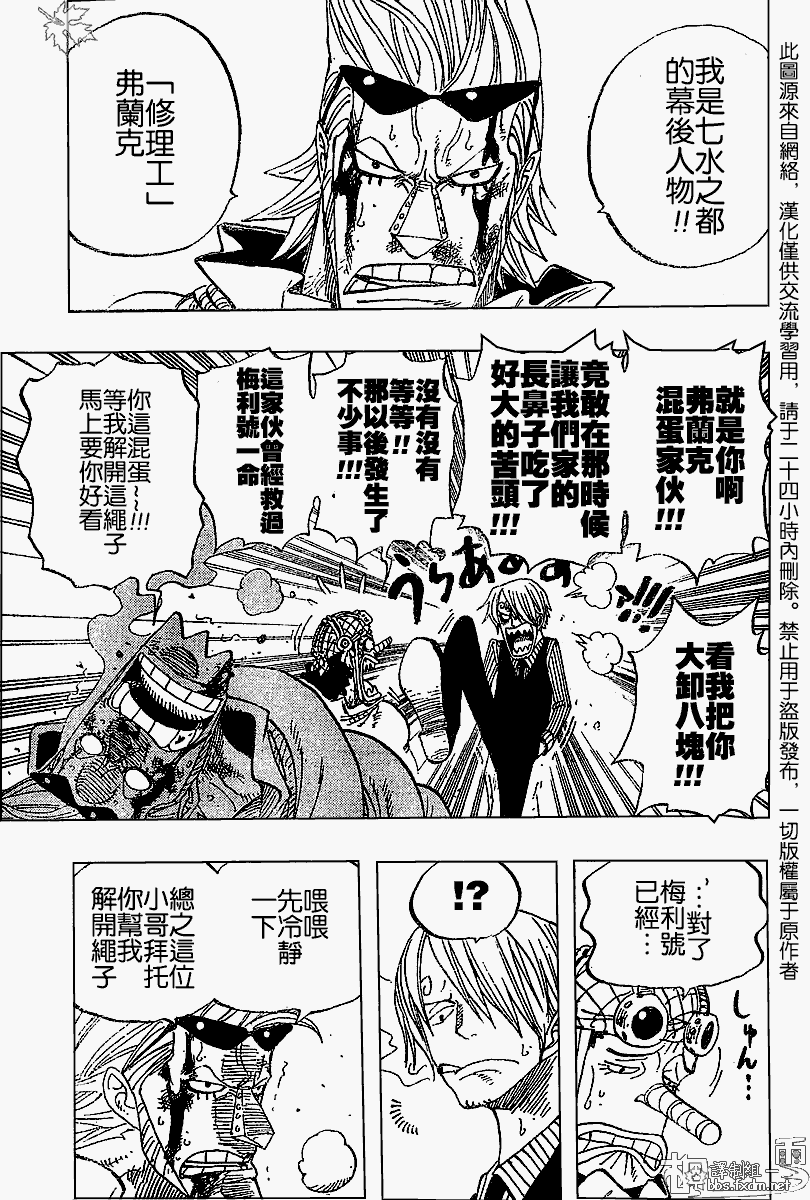 我是七水之都
的幕後人物!!
「修理工」
弗蘭克
就是你啊
弗蘭克
混蛋家伙!!!
竟敢在那時候
讓我們家的
長鼻子吃了
好大的苦頭!!!
沒有沒有
等等!!
那以後發生了
不少事!!!
這家伙曾經救過
梅利號一命
你這混蛋~~!!!
等我解開這繩子
馬上要你好看
うらあのの
!!!
看我把你
大卸八塊!!!
…對了
梅利號
已經…
しゅん…
!?
喂喂
先冷靜
一下
總之這位
小哥拜托
你幫我
解開繩子
此圖源來自網絡，漢化僅供交流學習用，請于二十四小時內刪除。禁止用于盜版發布，一切版權屬于原作者
譯制組
bbs.fxdm.net